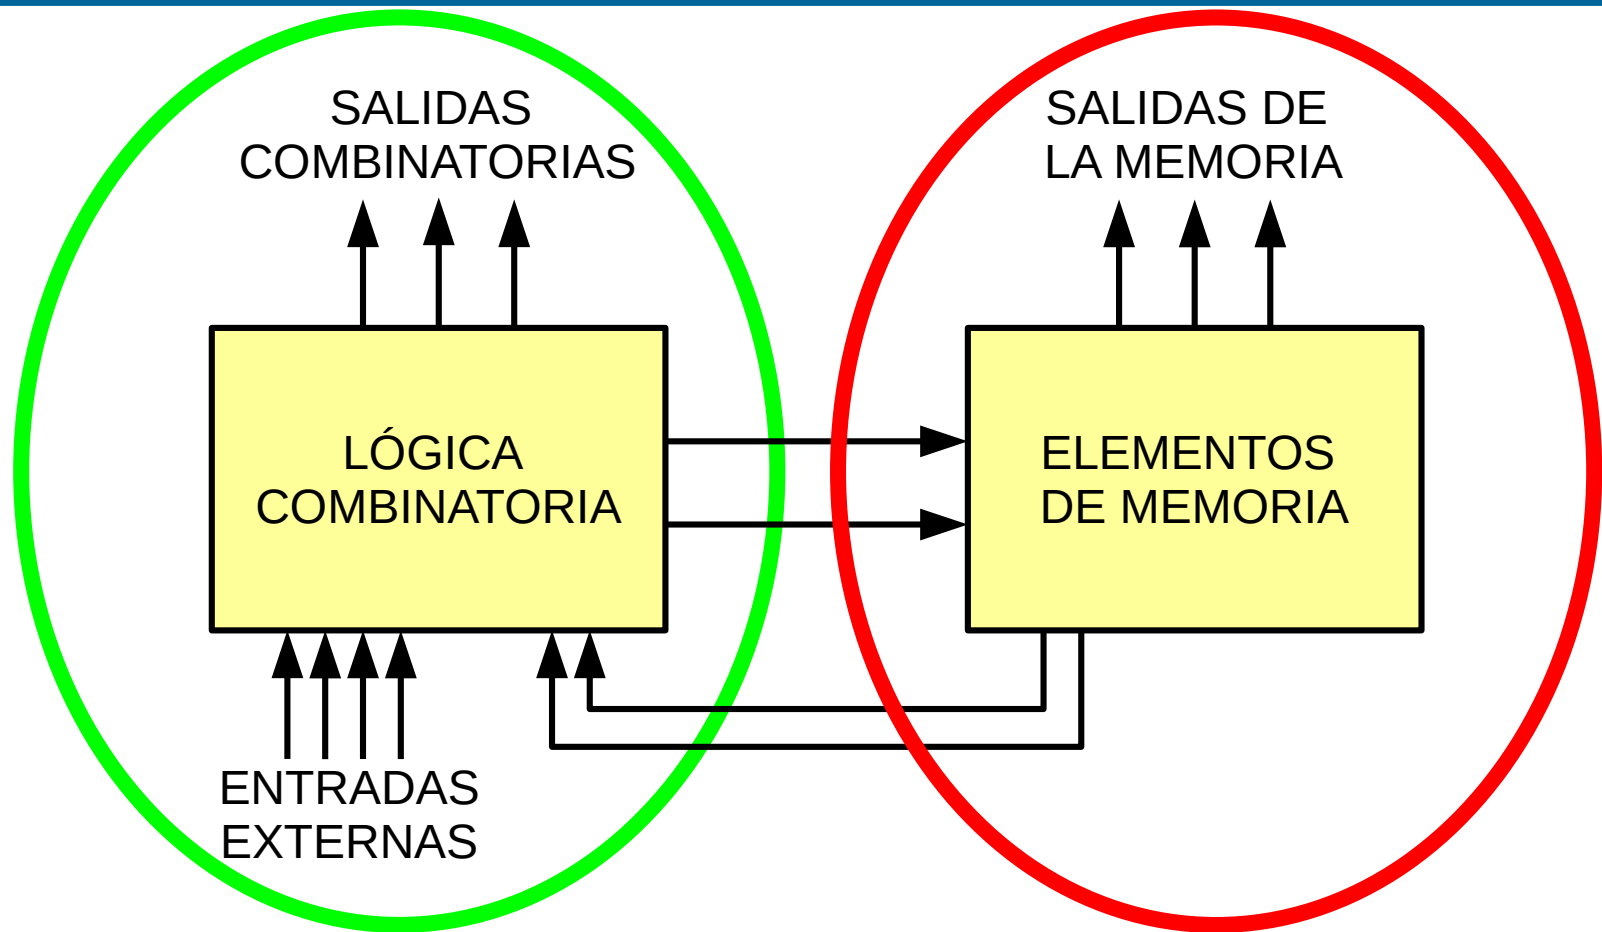 SALIDAS
COMBINATORIAS
SALIDAS DE
LA MEMORIA
LÓGICA
COMBINATORIA
ELEMENTOS
DE MEMORIA
ENTRADAS
EXTERNAS